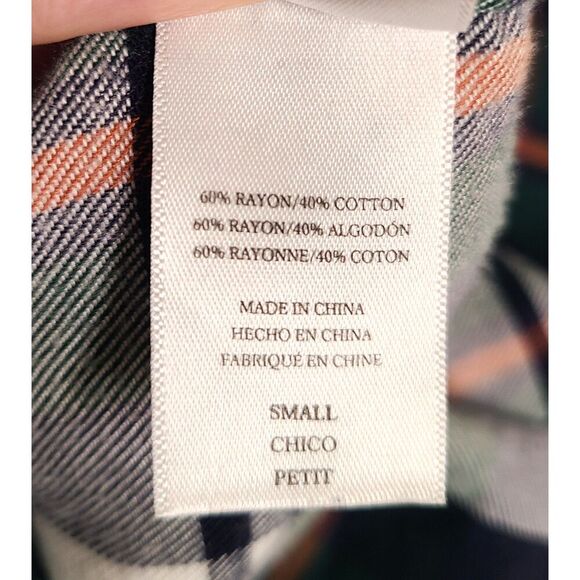 60% RAYON/40% COTTON
60% RAYON/40% ALGODÓN
60% RAYONNE/40% COTON
MADE IN CHINA
HECHO EN CHINA
FABRIQUÉ EN CHINE
SMALL
CHICO
PETIT